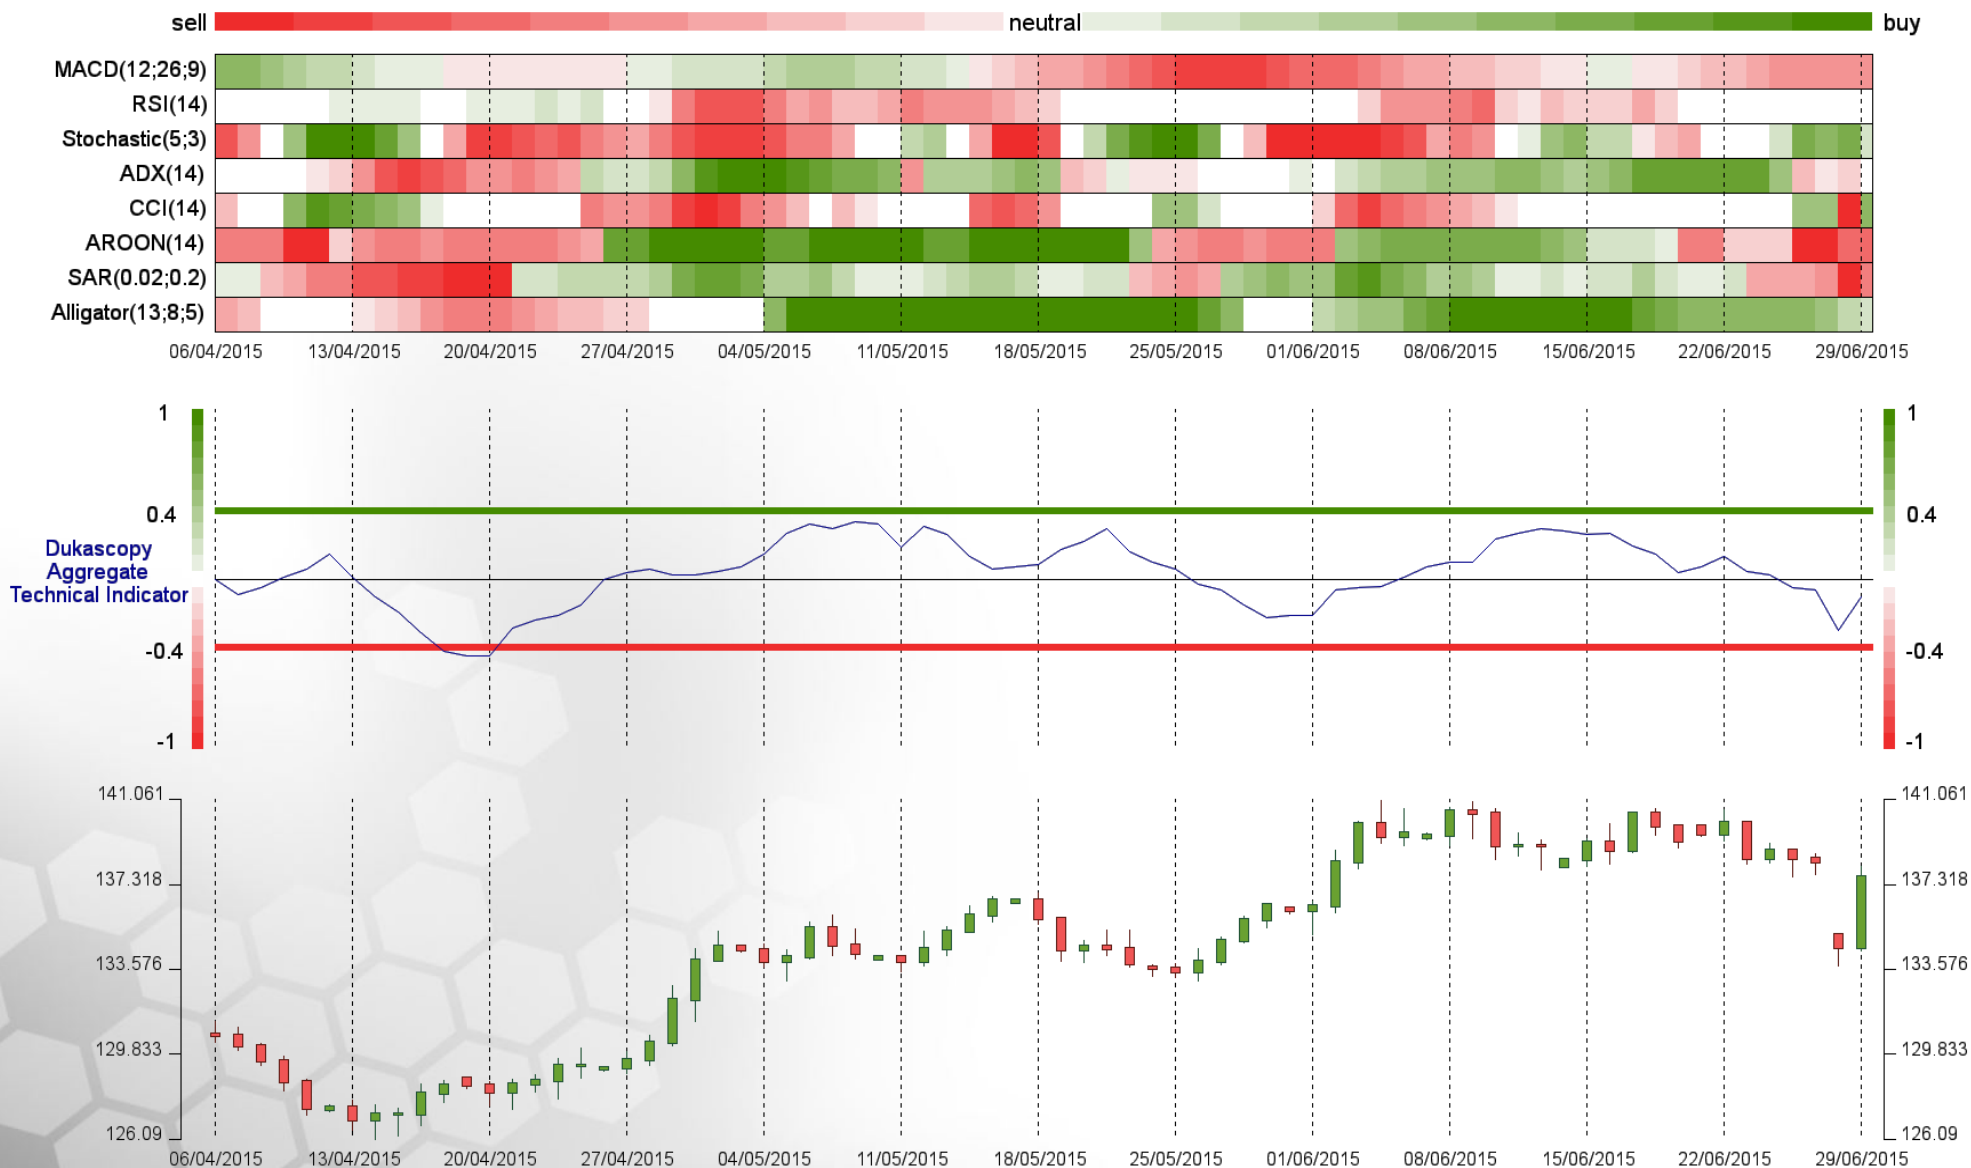 sell neutral buy
MACD(12;26;9)
RSI(14)
Stochastic(5;3)
ADX(14)
CCI(14)
AROON(14)
SAR(0.02;0.2)
Alligator(13;8;5)
06/04/2015 13/04/2015 20/04/2015 27/04/2015 04/05/2015 11/05/2015 18/05/2015 25/05/2015 01/06/2015 08/06/2015 15/06/2015 22/06/2015 29/06/2015
1 1
0.4 0.4
Dukascopy
Aggregate
Technical Indicator
-0.4 -0.4
-1 -1
141.061 141.061
137.318 137.318
133.576 133.576
129.833 129.833
126.09 126.09
06/04/2015 13/04/2015 20/04/2015 27/04/2015 04/05/2015 11/05/2015 18/05/2015 25/05/2015 01/06/2015 08/06/2015 15/06/2015 22/06/2015 29/06/2015